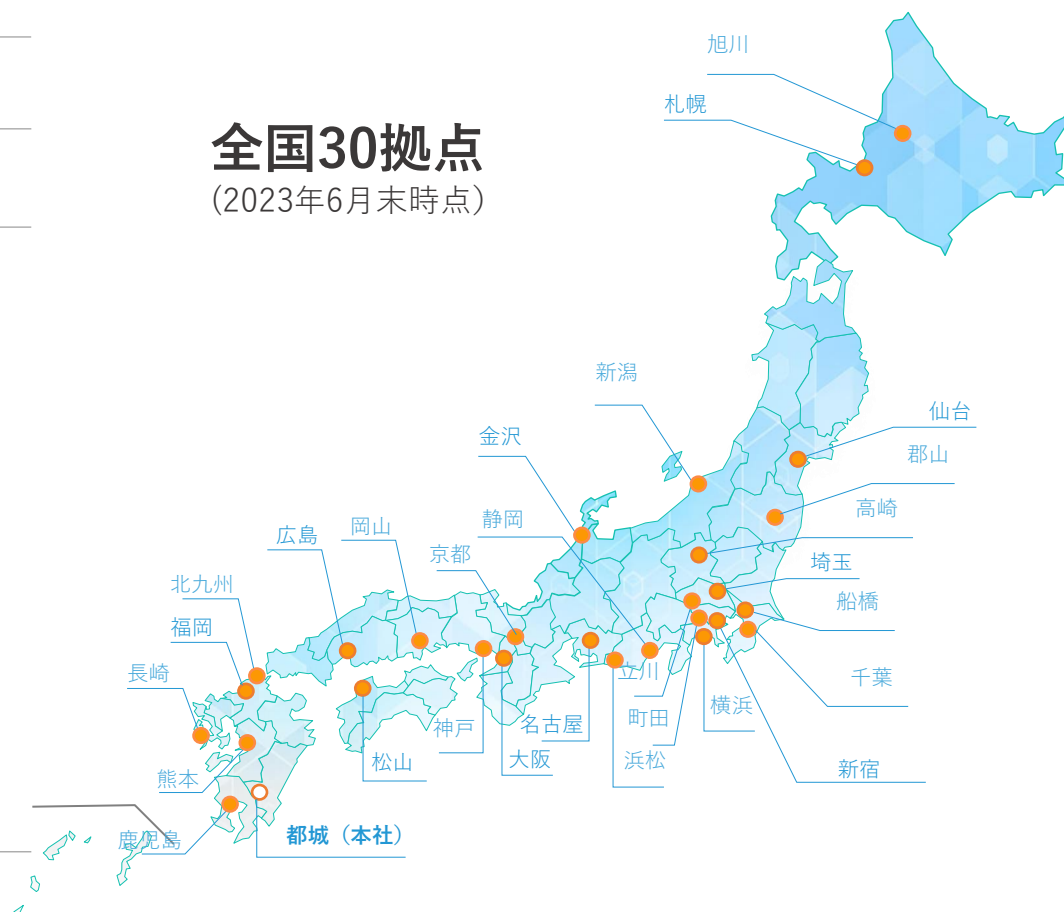 旭川
札幌
全国30拠点
(2023年6月末時点)
新潟
仙台
金沢
郡山
高崎
静岡
岡山
広島
京都
埼玉
北九州
船橋
福岡
長崎
立川
千葉
横浜
町田
名古屋
神戸
大阪
松山
浜松
新宿
熊本
都城（本社）
鹿児島